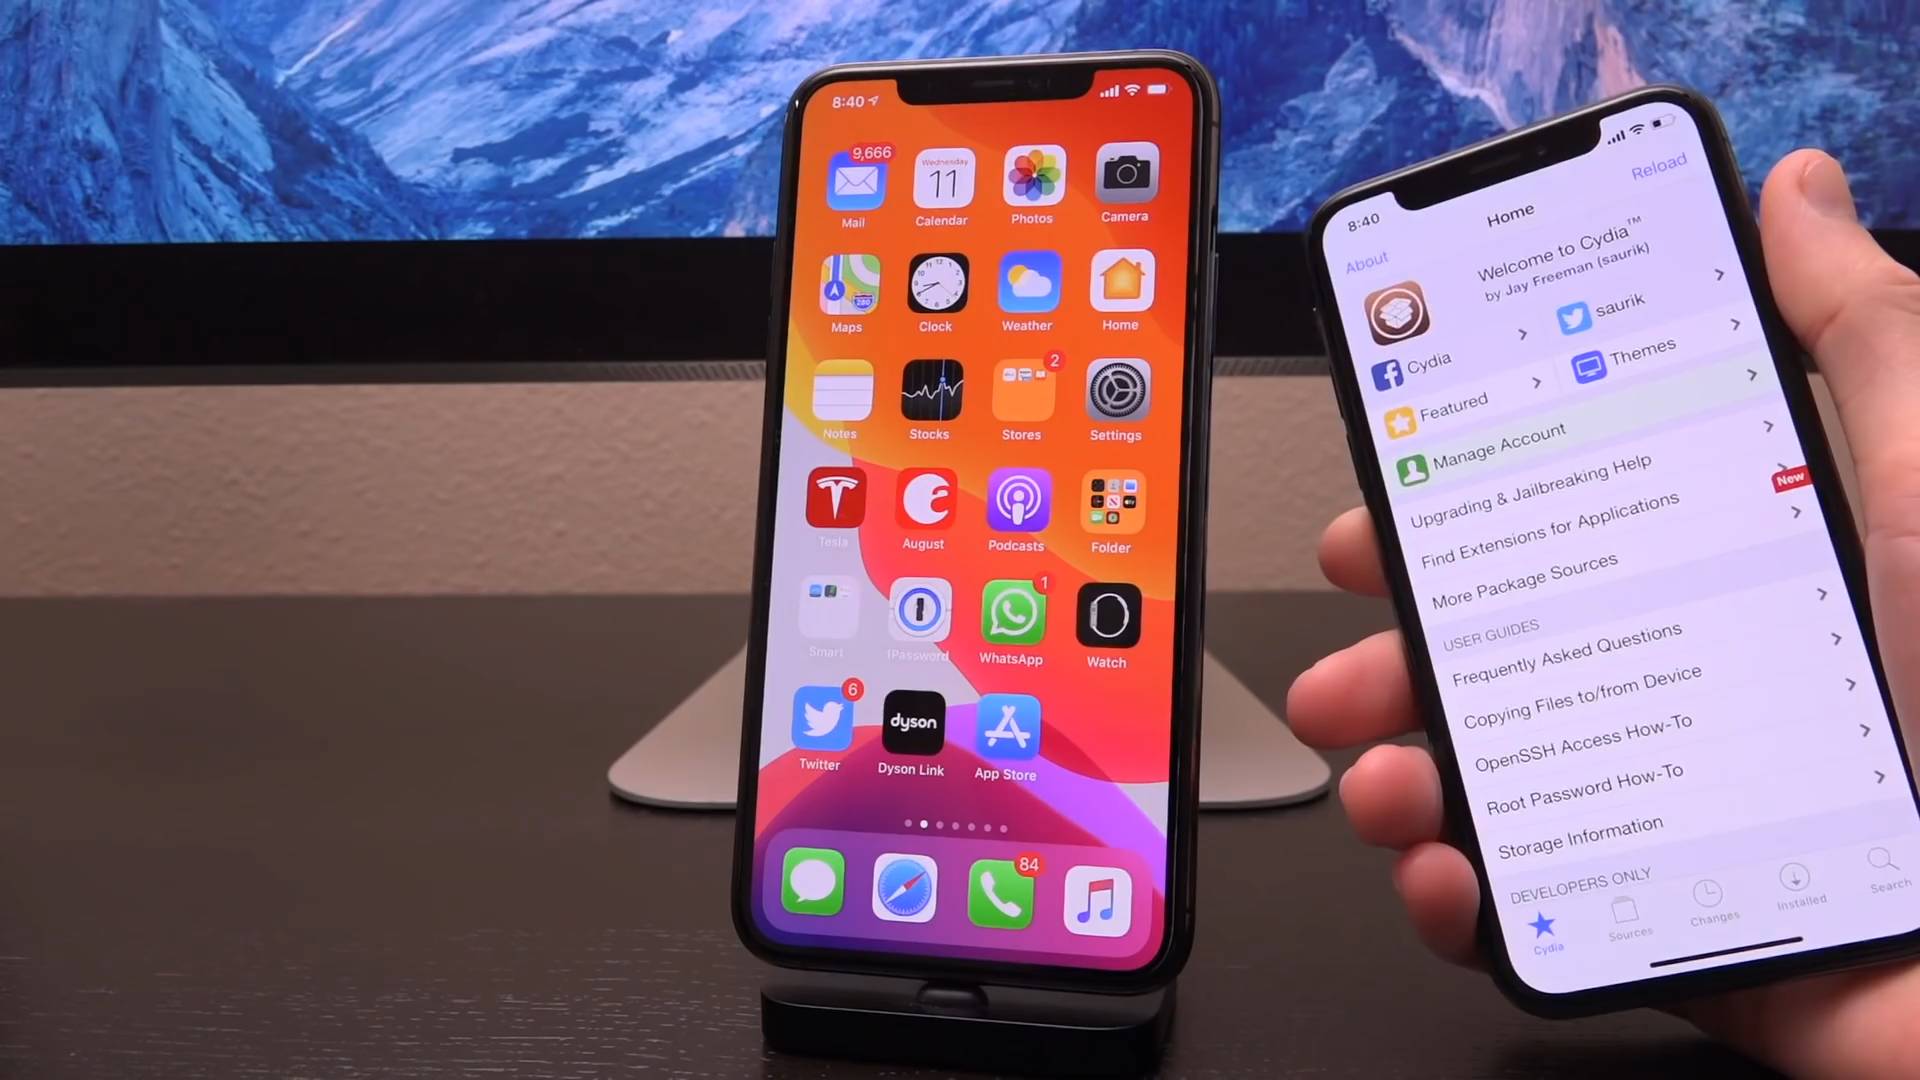 8:40
9,666
Mail
Wednesday
11
Calendar
Photos
Camera
Maps
280
Clock
Weather
Home
Notes
Stocks
2
Stores
Settings
Tesla
August
Podcasts
Folder
Smart
1Password
1
WhatsApp
Watch
6
Twitter
dyson
Dyson Link
App Store
84
8:40
Reload
Home
About
Welcome to Cydia™
by Jay Freeman (saurik)
Cydia
saurik
Featured
Themes
Manage Account
Upgrading & Jailbreaking Help
Find Extensions for Applications
New
More Package Sources
USER GUIDES
Frequently Asked Questions
Copying Files to/from Device
OpenSSH Access How-To
Root Password How-To
Storage Information
DEVELOPERS ONLY
Cydia
Sources
Changes
Installed
Search